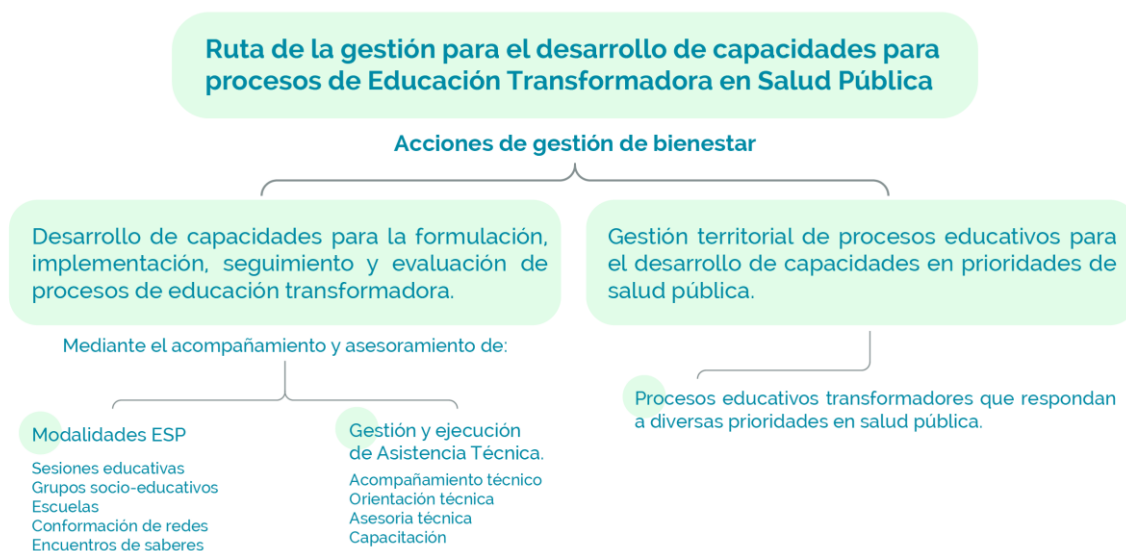 Ruta de la gestión para el desarrollo de capacidades para
procesos de Educación Transformadora en Salud Pública
Acciones de gestión de bienestar
Desarrollo de capacidades para la formulación,
implementación, seguimiento y evaluación de
procesos de educación transformadora.
Gestión territorial de procesos educativos para
el desarrollo de capacidades en prioridades de
salud pública.
Mediante el acompañamiento y asesoramiento de:
Modalidades ESP
Sesiones educativas
Grupos socio-educativos
Escuelas
Conformación de redes
Encuentros de saberes
Gestión y ejecución
de Asistencia Técnica.
Acompañamiento técnico
Orientación técnica
Asesoria técnica
Capacitación
Procesos educativos transformadores que respondan
a diversas prioridades en salud pública.